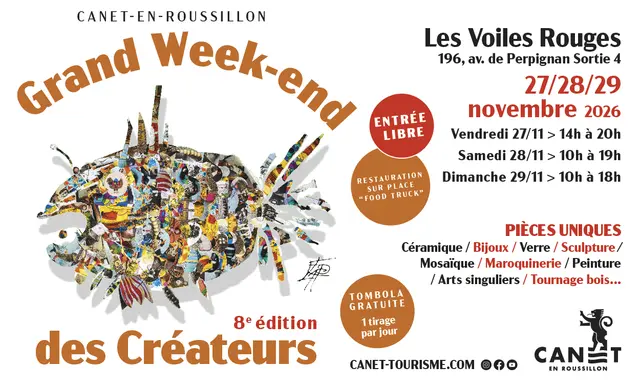 CANET-EN-ROUSSILLON
Grand Week-end
des Créateurs
8e édition
ENTRÉE
LIBRE
RESTAURATION
SUR PLACE
"FOOD TRUCK"
TOMBOLA
GRATUITE
1 tirage
par jour
Les Voiles Rouges
196, av. de Perpignan Sortie 4
27/28/29
novembre 2026
Vendredi 27/11 > 14h à 20h
Samedi 28/11 > 10h à 19h
Dimanche 29/11 > 10h à 18h
PIÈCES UNIQUES
Céramique / Bijoux / Verre / Sculpture /
Mosaïque / Maroquinerie / Peinture
/ Arts singuliers / Tournage bois...
CANET-TOURISME.COM
CANET
EN ROUSSILLON